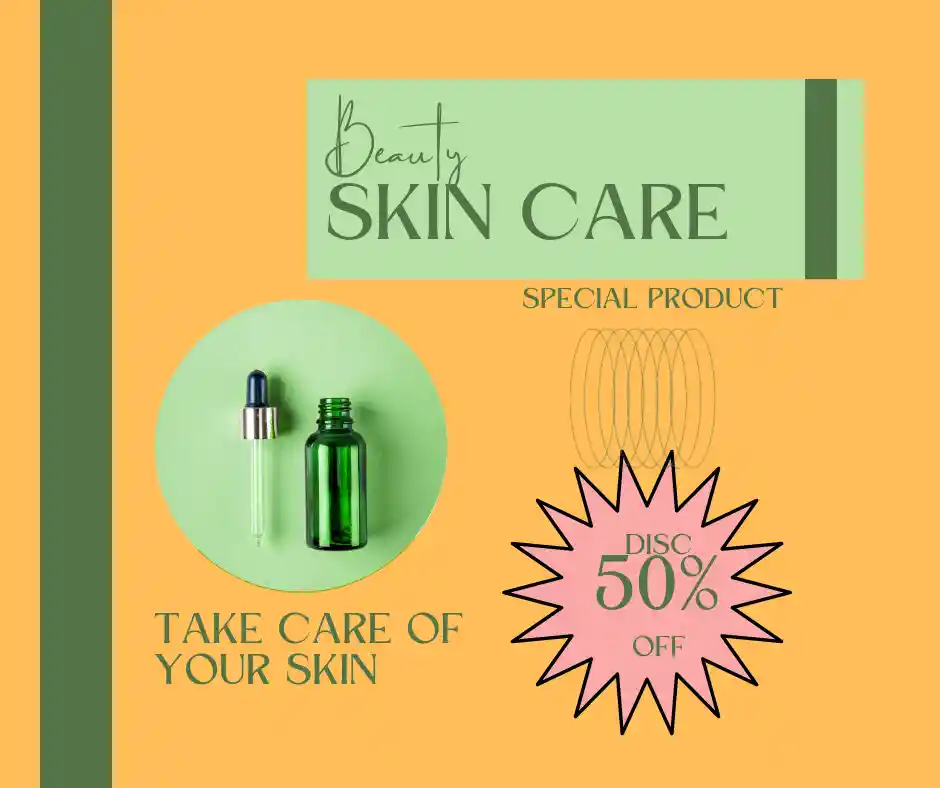 Beauty
SKIN CARE
SPECIAL PRODUCT
DISC
50%
OFF
TAKE CARE OF
YOUR SKIN